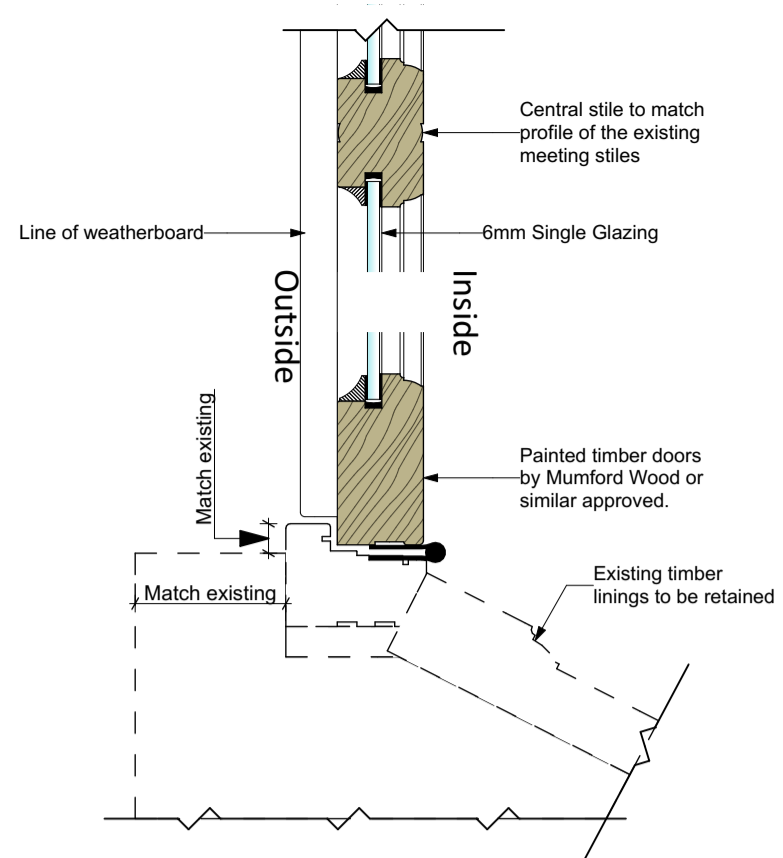 Central stile to match
profile of the existing
meeting stiles
Line of weatherboard
6mm Single Glazing
Outside
Inside
Match existing
Painted timber doors
by Mumford Wood or
similar approved.
Match existing
Existing timber
linings to be retained